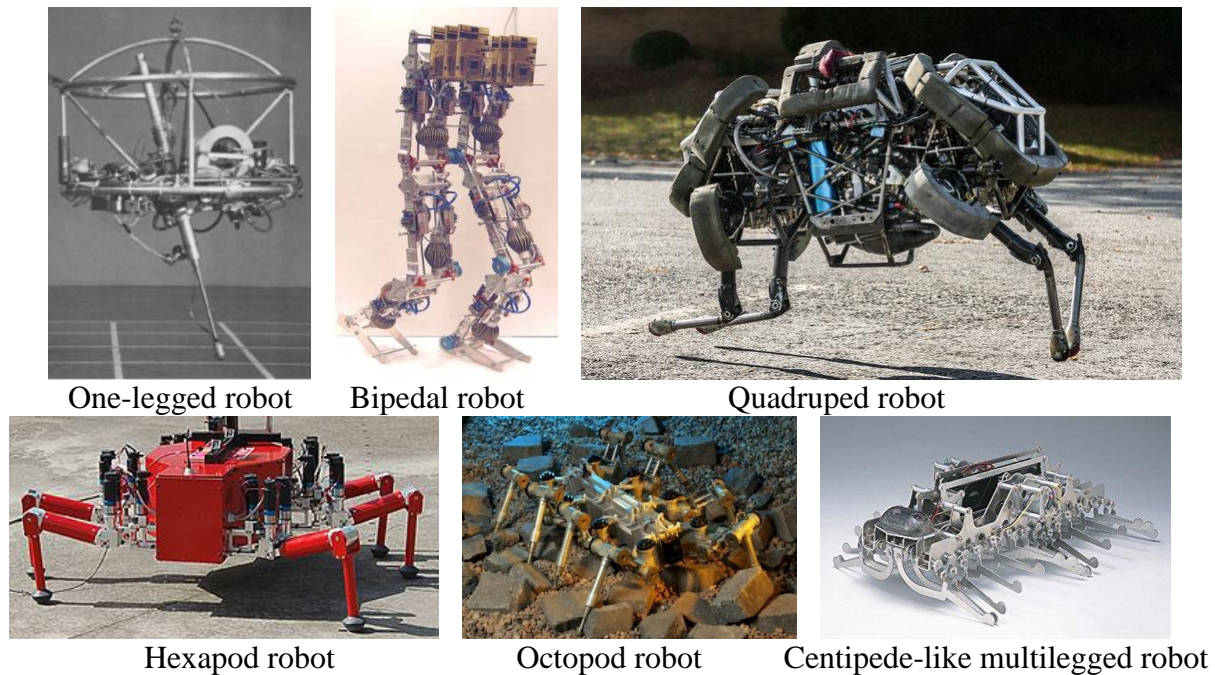 One-legged robot
Bipedal robot
Quadruped robot
Hexapod robot
Octopod robot
Centipede-like multilegged robot